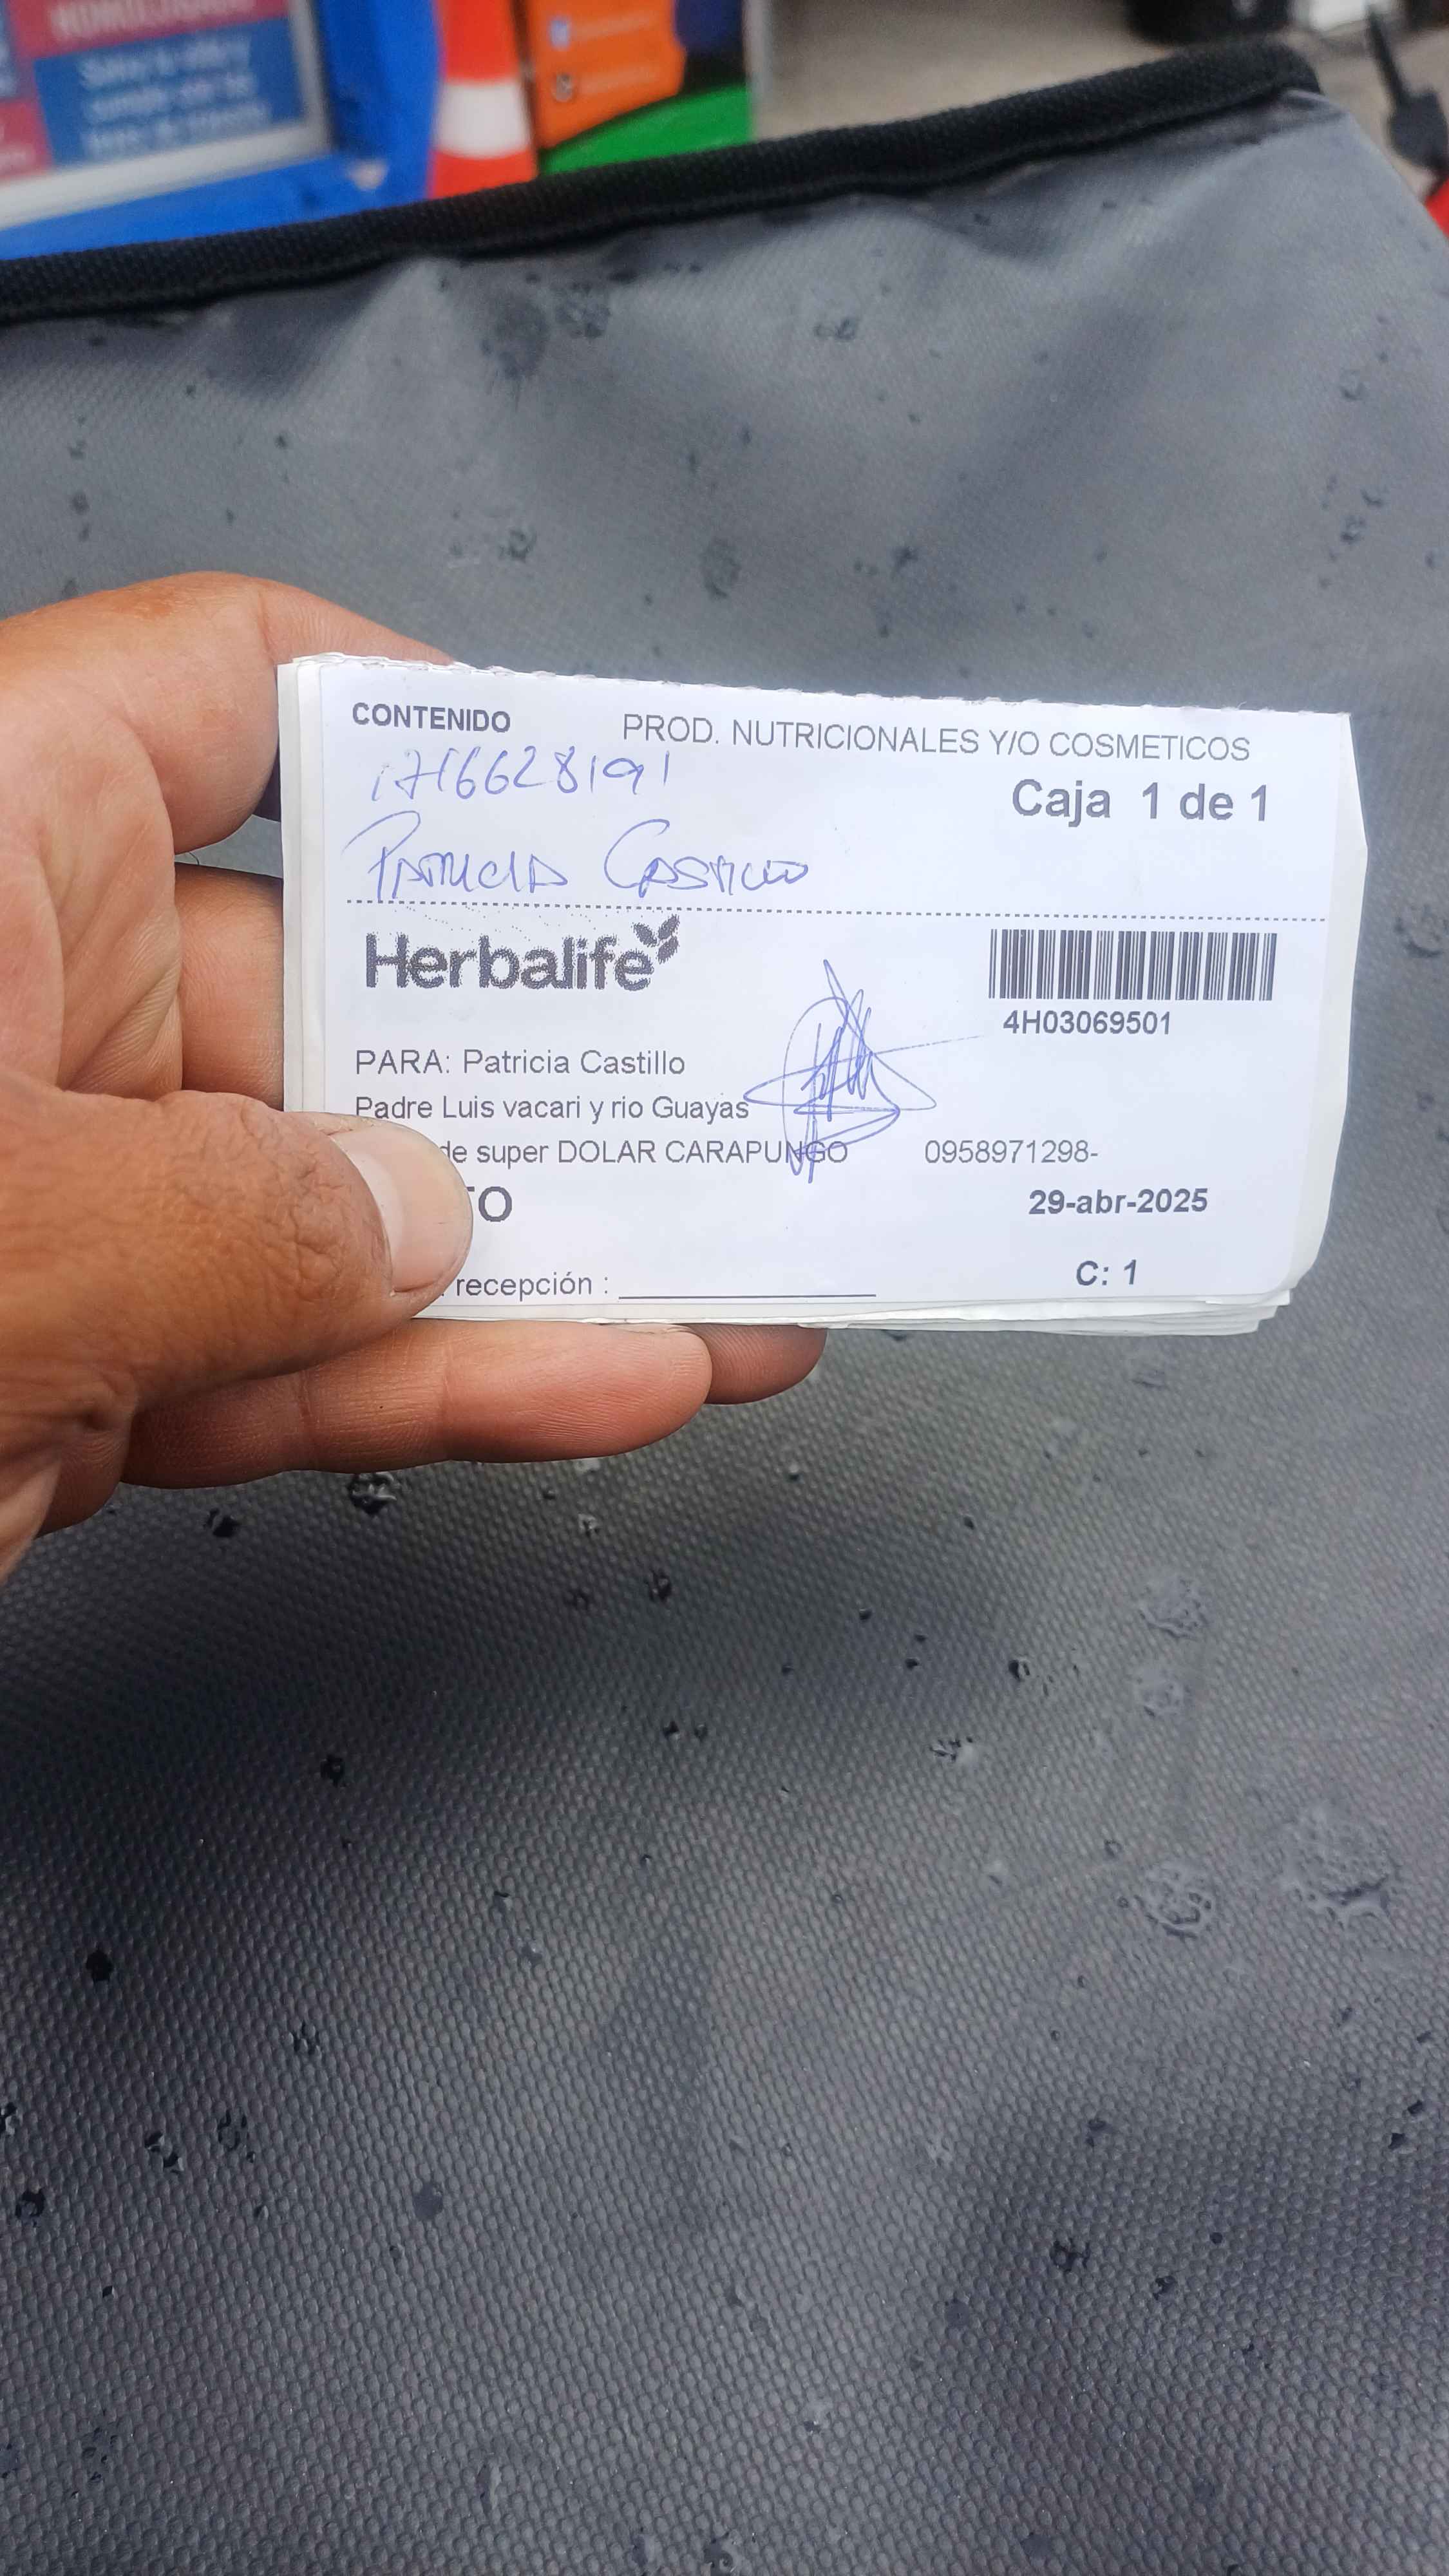 CONTENIDO PROD. NUTRICIONALES Y/O COSMETICOS
1716628191
Caja 1 de 1
PATRICIA CASTILLO
Herbalife
4H03069501
PARA: Patricia Castillo
Padre Luis vacari y rio Guayas
de super DOLAR CARAPUNGO 0958971298-
TO 29-abr-2025
recepción :
C: 1